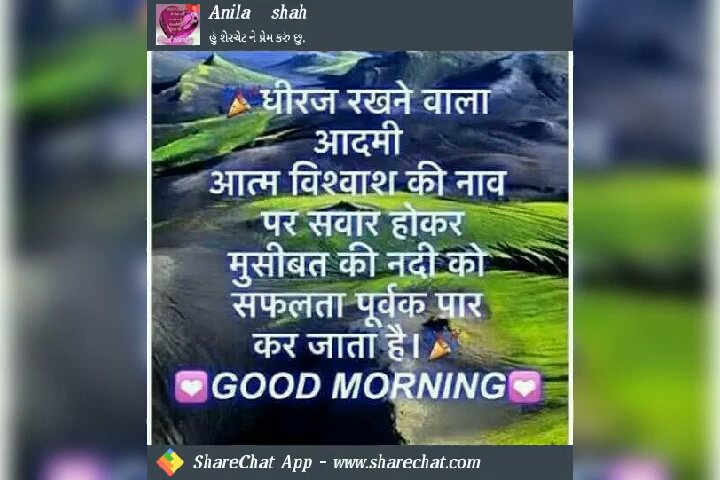 Anila shah
હું શેરચેટ ને પ્રેમ કરું છું.
🎉धीरज रखने वाला
आदमी
आत्म विश्वाश की नाव
पर सवार होकर
मुसीबत की नदी को
सफलता पूर्वक पार
कर जाता है।🎉
💟GOOD MORNING💟
ShareChat App - www.sharechat.com